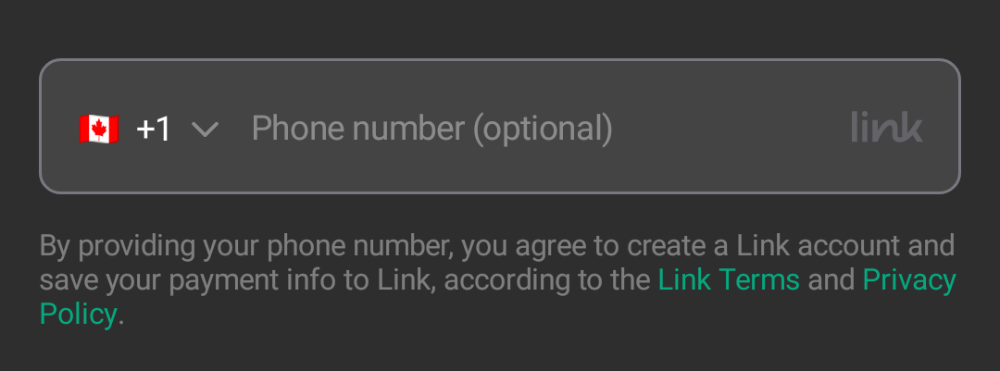 +1 Phone number (optional) link
By providing your phone number, you agree to create a Link account and
save your payment info to Link, according to the Link Terms and Privacy
Policy.